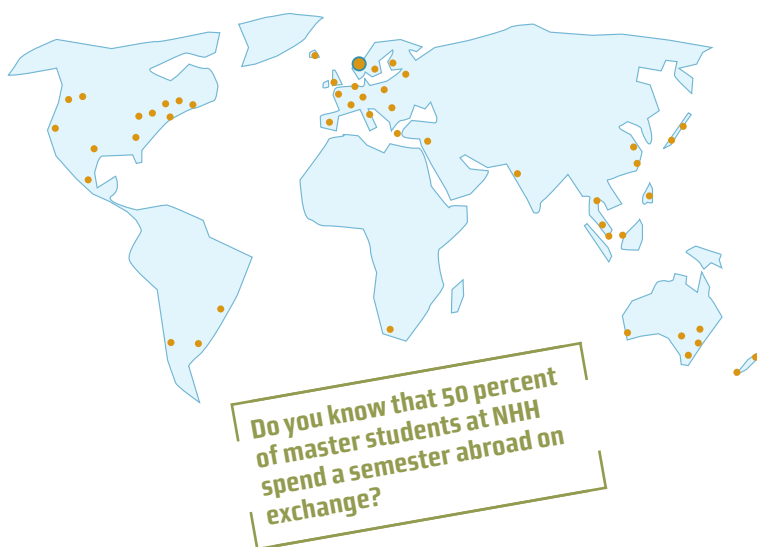 Do you know that 50 percent
of master students at NHH
spend a semester abroad on
exchange?